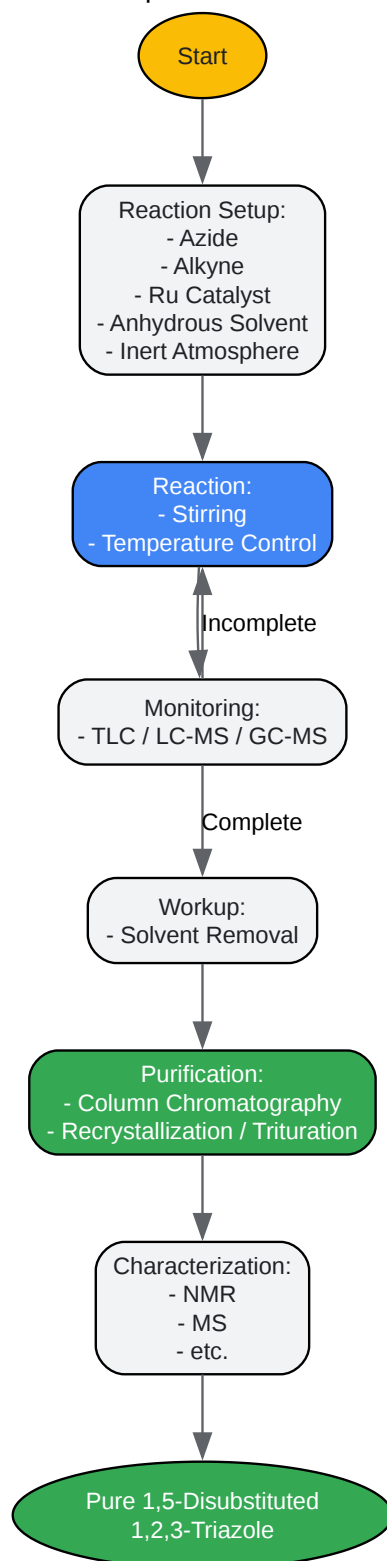 Start
Reaction Setup:
- Azide
- Alkyne
- Ru Catalyst
- Anhydrous Solvent
- Inert Atmosphere
Reaction:
- Stirring
- Temperature Control
Incomplete
Monitoring:
- TLC / LC-MS / GC-MS
Complete
Workup:
- Solvent Removal
Purification:
- Column Chromatography
- Recrystallization / Trituration
Characterization:
- NMR
- MS
- etc.
Pure 1,5-Disubstituted
1,2,3-Triazole